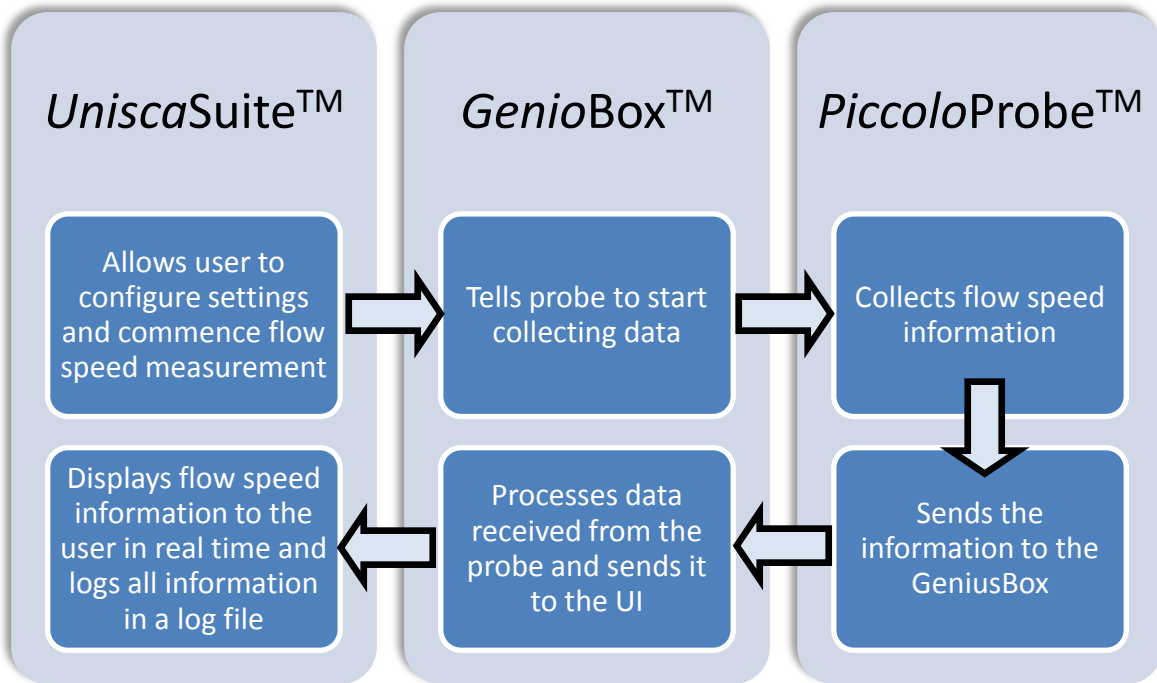 UniscaSuite™
GenioBox™
PiccoloProbe™
Allows user to
configure settings
and commence flow
speed measurement
Tells probe to start
collecting data
Collects flow speed
information
Displays flow speed
information to the
user in real time and
logs all information
in a log file
Processes data
received from the
probe and sends it
to the UI
Sends the
information to the
GeniusBox